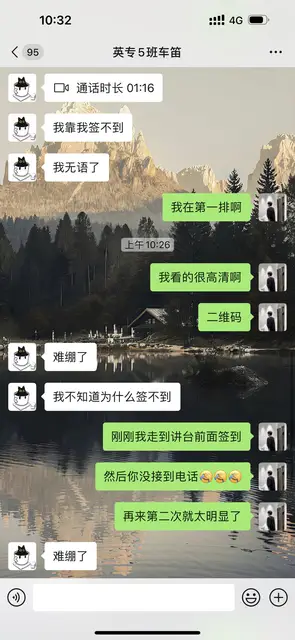 10:32
4G
95
英专5班车笛
通话时长 01:16
我靠我签不到
我无语了
我在第一排啊
上午 10:26
我看的很高清啊
二维码
难绷了
我不知道为什么签不到
刚刚我走到讲台前面签到
然后你没接到电话🤣🤣🤣
再来第二次就太明显了
难绷了